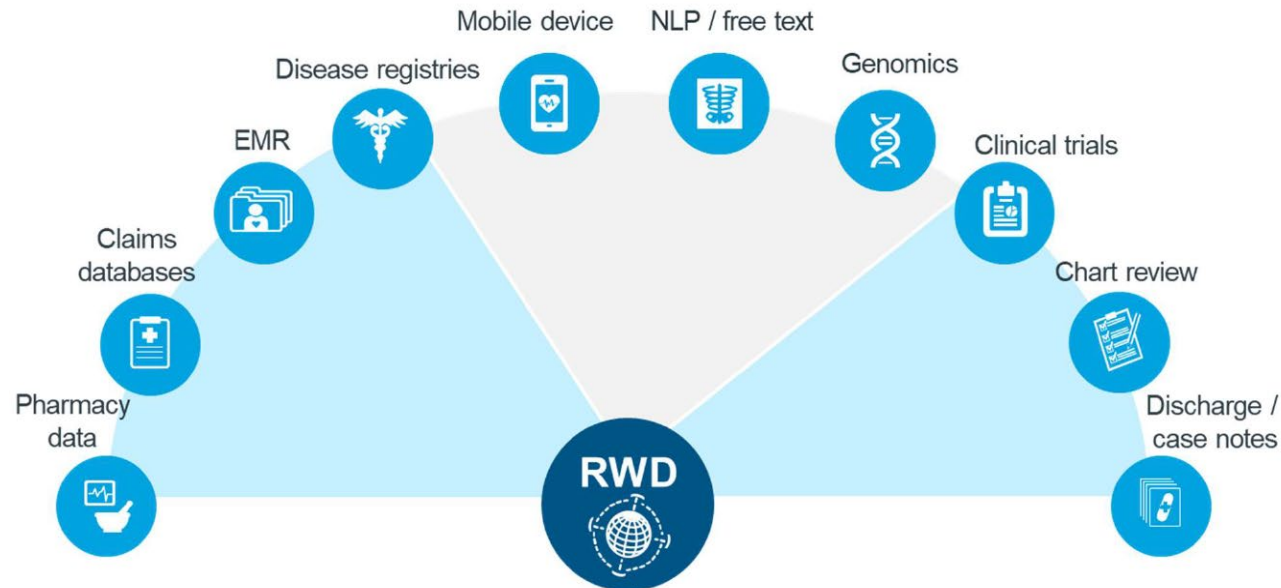 Mobile device
NLP / free text
Disease registries
Genomics
EMR
Clinical trials
Claims
databases
Chart review
Pharmacy
data
Discharge /
case notes
RWD